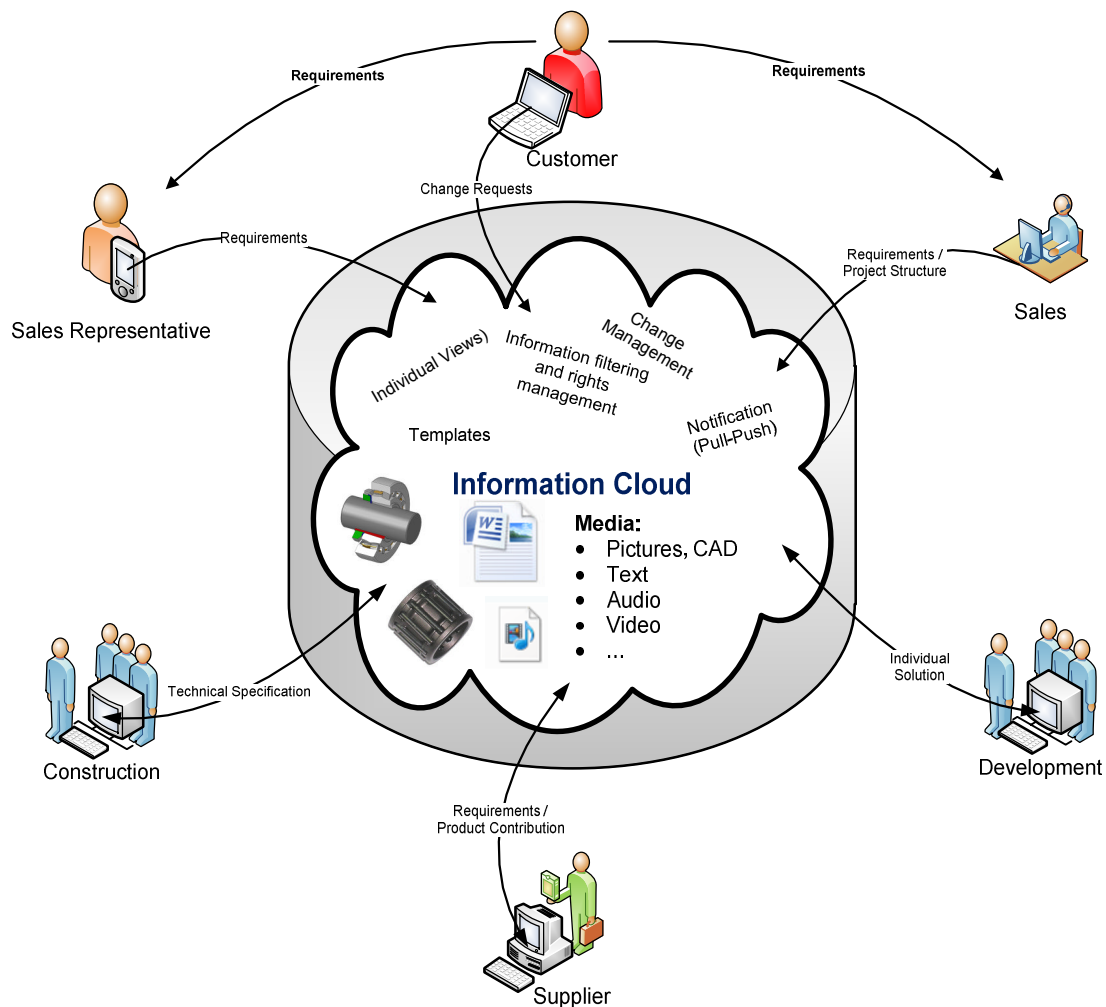 Requirements
Requirements
Customer
Change Requests
Requirements
Sales Representative
Requirements /
Project Structure
Sales
Individual Views)
Information filtering
and rights
management
Change
Management
Notification
(Pull-Push)
Templates
Information Cloud
W
Media:
• Pictures, CAD
• Text
• Audio
• Video
• ...
Technical Specification
Construction
Individual
Solution
Development
Requirements /
Product Contribution
Supplier